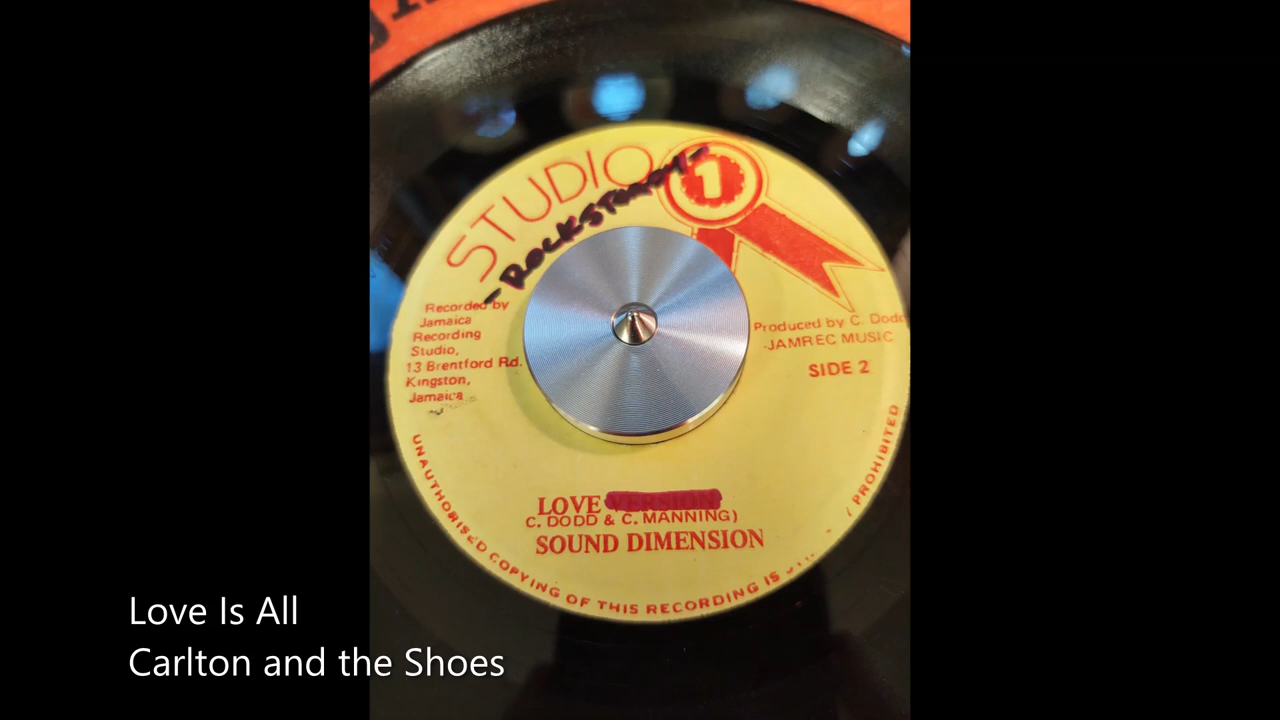 STUDIO 1
-ROCKSTEADY-
Recorded by
Jamaica
Recording
Studio,
13 Brentford Rd.
Kingston,
Jamaica
Produced by C. Dodd
-JAMREC MUSIC
SIDE 2
LOVE VERSION
C. DODD & C. MANNING)
SOUND DIMENSION
UNAUTHORISED COPYING OF THIS RECORDING IS PROHIBITED
Love Is All
Carlton and the Shoes